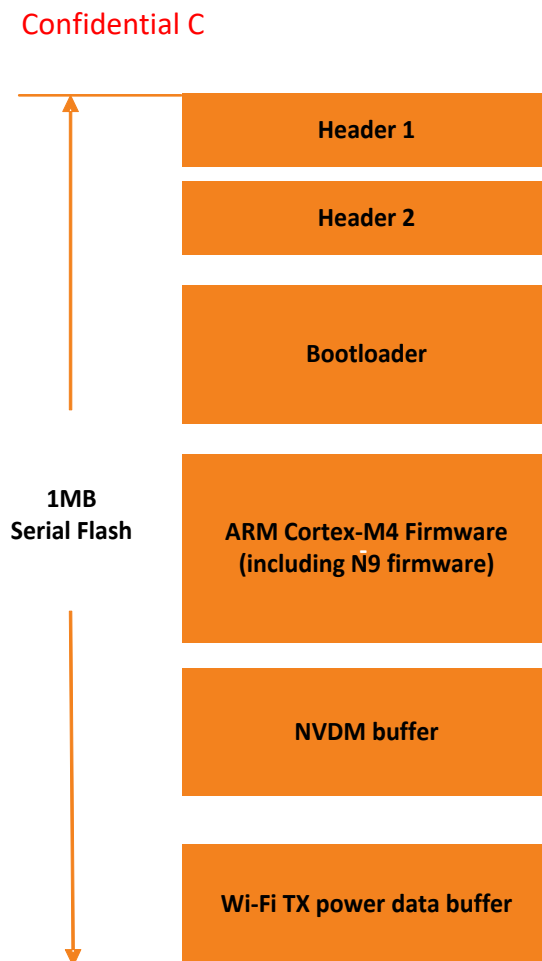 Confidential C
Header 1
Header 2
Bootloader
1MB
Serial Flash
ARM Cortex-M4 Firmware
(including N9 firmware)
NVDM buffer
Wi-Fi TX power data buffer